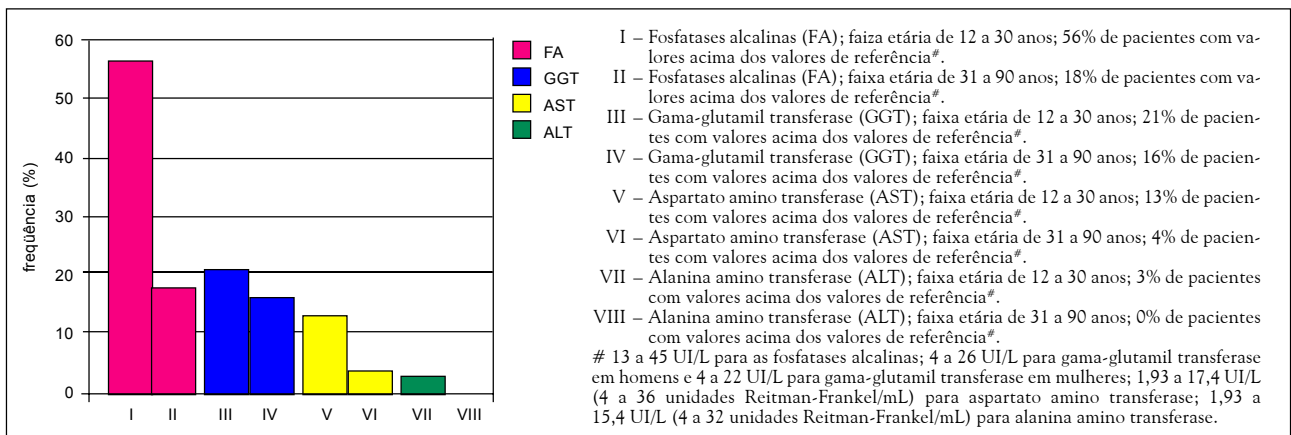 60
50
40
30
20
10
0
freqüência (%)
I II III IV V VI VII VIII
FA
GGT
AST
ALT
I – Fosfatases alcalinas (FA); faiza etária de 12 a 30 anos; 56% de pacientes com va-
lores acima dos valores de referência#.
II – Fosfatases alcalinas (FA); faixa etária de 31 a 90 anos; 18% de pacientes com va-
lores acima dos valores de referência#.
III – Gama-glutamil transferase (GGT); faixa etária de 12 a 30 anos; 21% de pacien-
tes com valores acima dos valores de referência#.
IV – Gama-glutamil transferase (GGT); faixa etária de 31 a 90 anos; 16% de pacien-
tes com valores acima dos valores de referência#.
V – Aspartato amino transferase (AST); faixa etária de 12 a 30 anos; 13% de pacien-
tes com valores acima dos valores de referência#.
VI – Aspartato amino transferase (AST); faixa etária de 31 a 90 anos; 4% de pacien-
tes com valores acima dos valores de referência#.
VII – Alanina amino transferase (ALT); faixa etária de 12 a 30 anos; 3% de pacientes
com valores acima dos valores de referência#.
VIII – Alanina amino transferase (ALT); faixa etária de 31 a 90 anos; 0% de pacientes
com valores acima dos valores de referência#.
# 13 a 45 UI/L para as fosfatases alcalinas; 4 a 26 UI/L para gama-glutamil transferase
em homens e 4 a 22 UI/L para gama-glutamil transferase em mulheres; 1,93 a 17,4 UI/L
(4 a 36 unidades Reitman-Frankel/mL) para aspartato amino transferase; 1,93 a
15,4 UI/L (4 a 32 unidades Reitman-Frankel/mL) para alanina amino transferase.